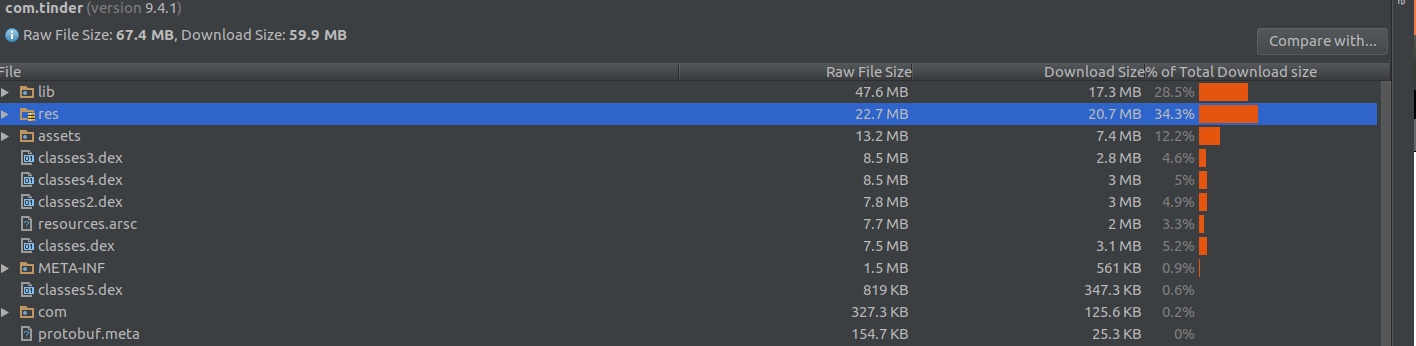 com.tinder (version 9.4.1)
Raw File Size: 67.4 MB, Download Size: 59.9 MB
Compare with...
File Raw File Size Download Size % of Total Download size
lib 47.6 MB 17.3 MB 28.5%
res 22.7 MB 20.7 MB 34.3%
assets 13.2 MB 7.4 MB 12.2%
classes3.dex 8.5 MB 2.8 MB 4.6%
classes4.dex 8.5 MB 3 MB 5%
classes2.dex 7.8 MB 3 MB 4.9%
resources.arsc 7.7 MB 2 MB 3.3%
classes.dex 7.5 MB 3.1 MB 5.2%
META-INF 1.5 MB 561 KB 0.9%
classes5.dex 819 KB 347.3 KB 0.6%
com 327.3 KB 125.6 KB 0.2%
protobuf.meta 154.7 KB 25.3 KB 0%